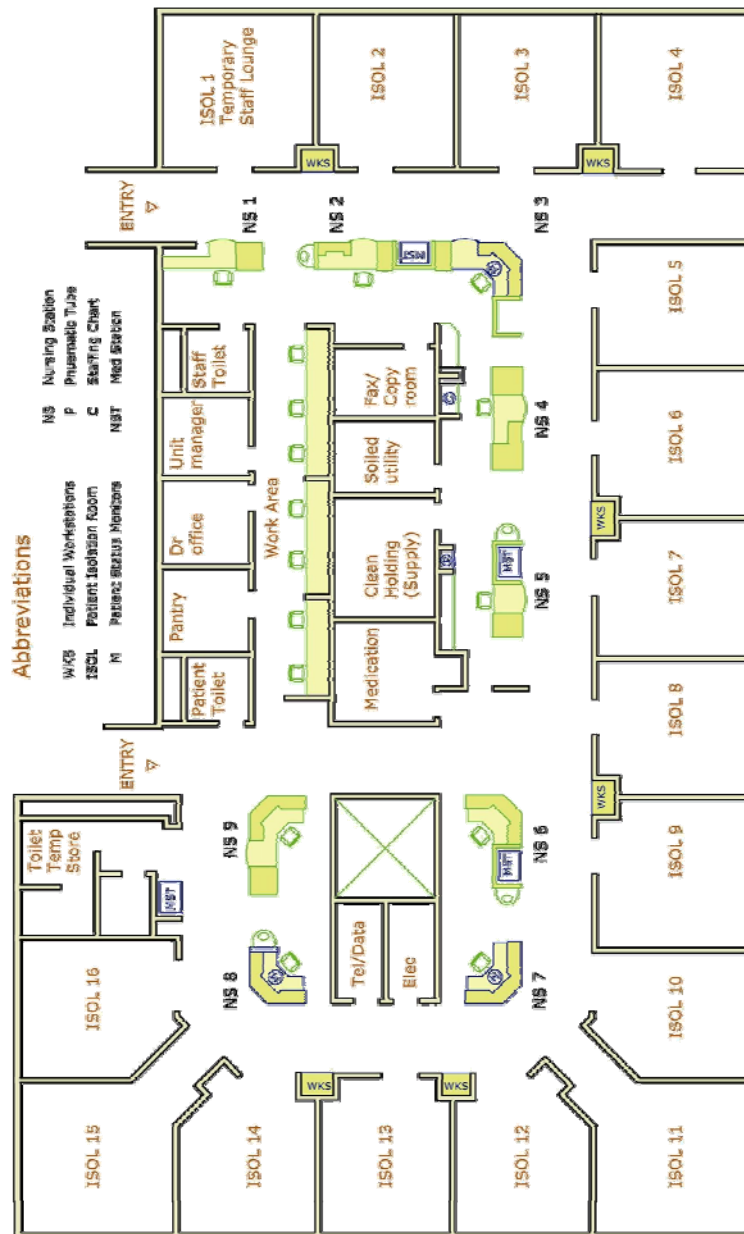 Abbreviations
WKS Individual Workstations
ISOL Patient Isolation Room
M Patient Status Monitors
NS Nursing Station
P Pnuematic Tube
C Staffing Chart
MST Med Station
ISOL 15
ISOL 16
Toilet
Temp
Store
MST
ENTRY
ENTRY
ISOL 1
Temporary
Staff Lounge
Patient
Toilet
Pantry
Dr
office
Unit
manager
Staff
Toilet
ISOL 14
NS 8
NS 9
Work Area
NS 1
WKS
WKS
ISOL 2
NS 2
ISOL 13
Tel/Data
Elec
Medication
Clean
Holding
(Supply)
Soiled
utility
Fax/
Copy
room
MST
WKS
ISOL 3
ISOL 12
NS 7
NS 6
MST
NS 5
MST
NS 4
NS 3
WKS
WKS
WKS
ISOL 11
ISOL 10
ISOL 9
ISOL 8
ISOL 7
ISOL 6
ISOL 5
ISOL 4